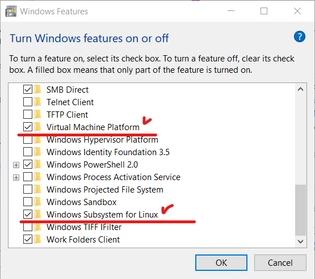 Windows Features
Turn Windows features on or off
To turn a feature on, select its check box. To turn a feature off, clear its check
box. A filled box means that only part of the feature is turned on.
SMB Direct
Telnet Client
TFTP Client
Virtual Machine Platform
Windows Hypervisor Platform
Windows Identity Foundation 3.5
Windows PowerShell 2.0
Windows Process Activation Service
Windows Projected File System
Windows Sandbox
Windows Subsystem for Linux
Windows TIFF IFilter
Work Folders Client
OK
Cancel